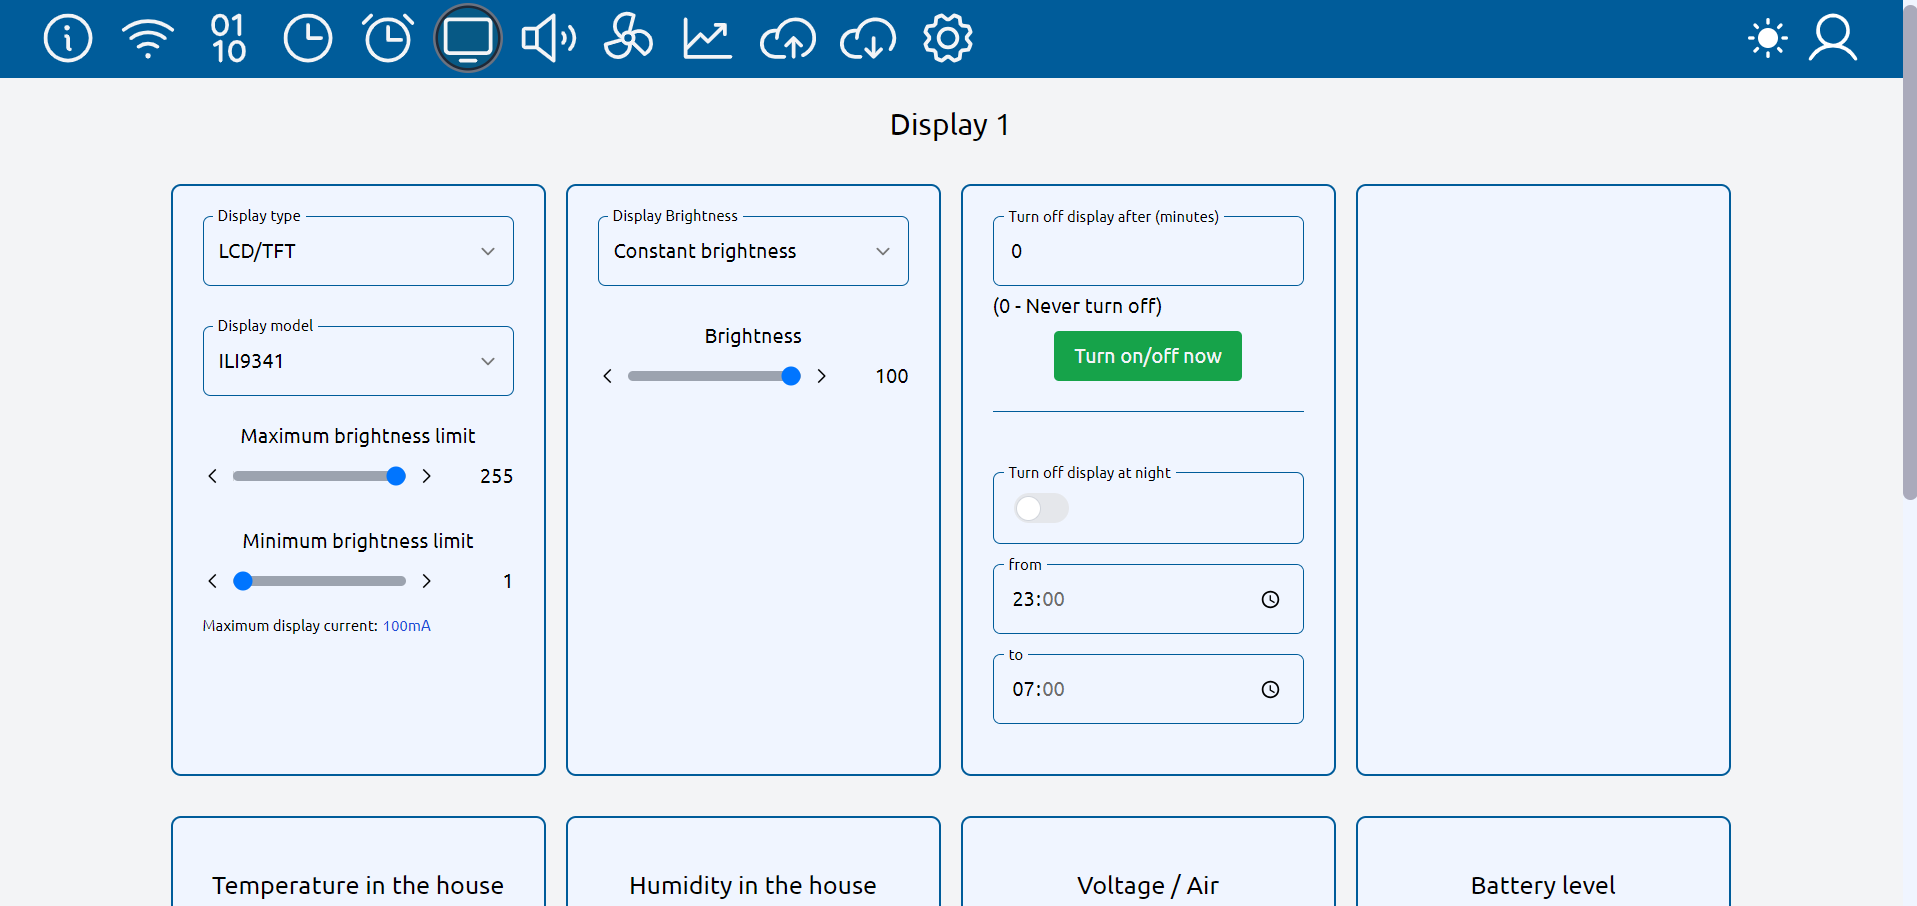 01
10
Display 1
Display type
LCD/TFT
Display model
ILI9341
Maximum brightness limit
255
Minimum brightness limit
1
Maximum display current: 100mA
Display Brightness
Constant brightness
Brightness
100
Turn off display after (minutes)
0
(0 - Never turn off)
Turn on/off now
Turn off display at night
from
23:00
to
07:00
Temperature in the house
Humidity in the house
Voltage / Air
Battery level